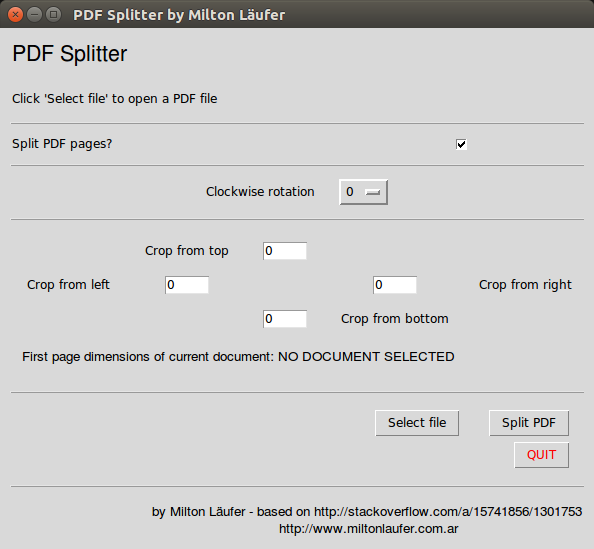 PDF Splitter by Milton Läufer
PDF Splitter
Click 'Select file' to open a PDF file
Split PDF pages?
Clockwise rotation 0
Crop from top 0
Crop from left 0 0 Crop from right
0 Crop from bottom
First page dimensions of current document: NO DOCUMENT SELECTED
Select file Split PDF
QUIT
by Milton Läufer - based on http://stackoverflow.com/a/15741856/1301753
http://www.miltonlaufer.com.ar